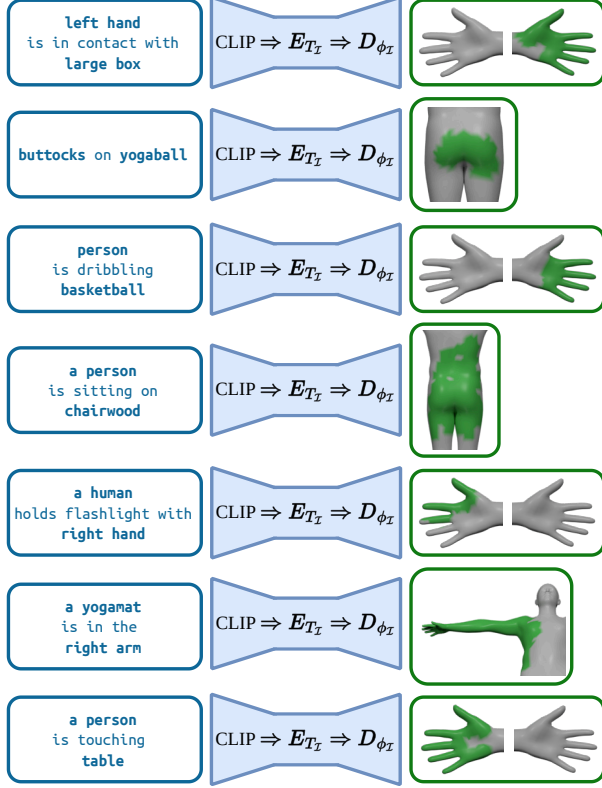 left hand
is in contact with
large box
CLIP ⇒ E_{T_I} ⇒ D_{ϕ_I}
buttocks on yogaball
CLIP ⇒ E_{T_I} ⇒ D_{ϕ_I}
person
is dribbling
basketball
CLIP ⇒ E_{T_I} ⇒ D_{ϕ_I}
a person
is sitting on
chairwood
CLIP ⇒ E_{T_I} ⇒ D_{ϕ_I}
a human
holds flashlight with
right hand
CLIP ⇒ E_{T_I} ⇒ D_{ϕ_I}
a yogamat
is in the
right arm
CLIP ⇒ E_{T_I} ⇒ D_{ϕ_I}
a person
is touching
table
CLIP ⇒ E_{T_I} ⇒ D_{ϕ_I}